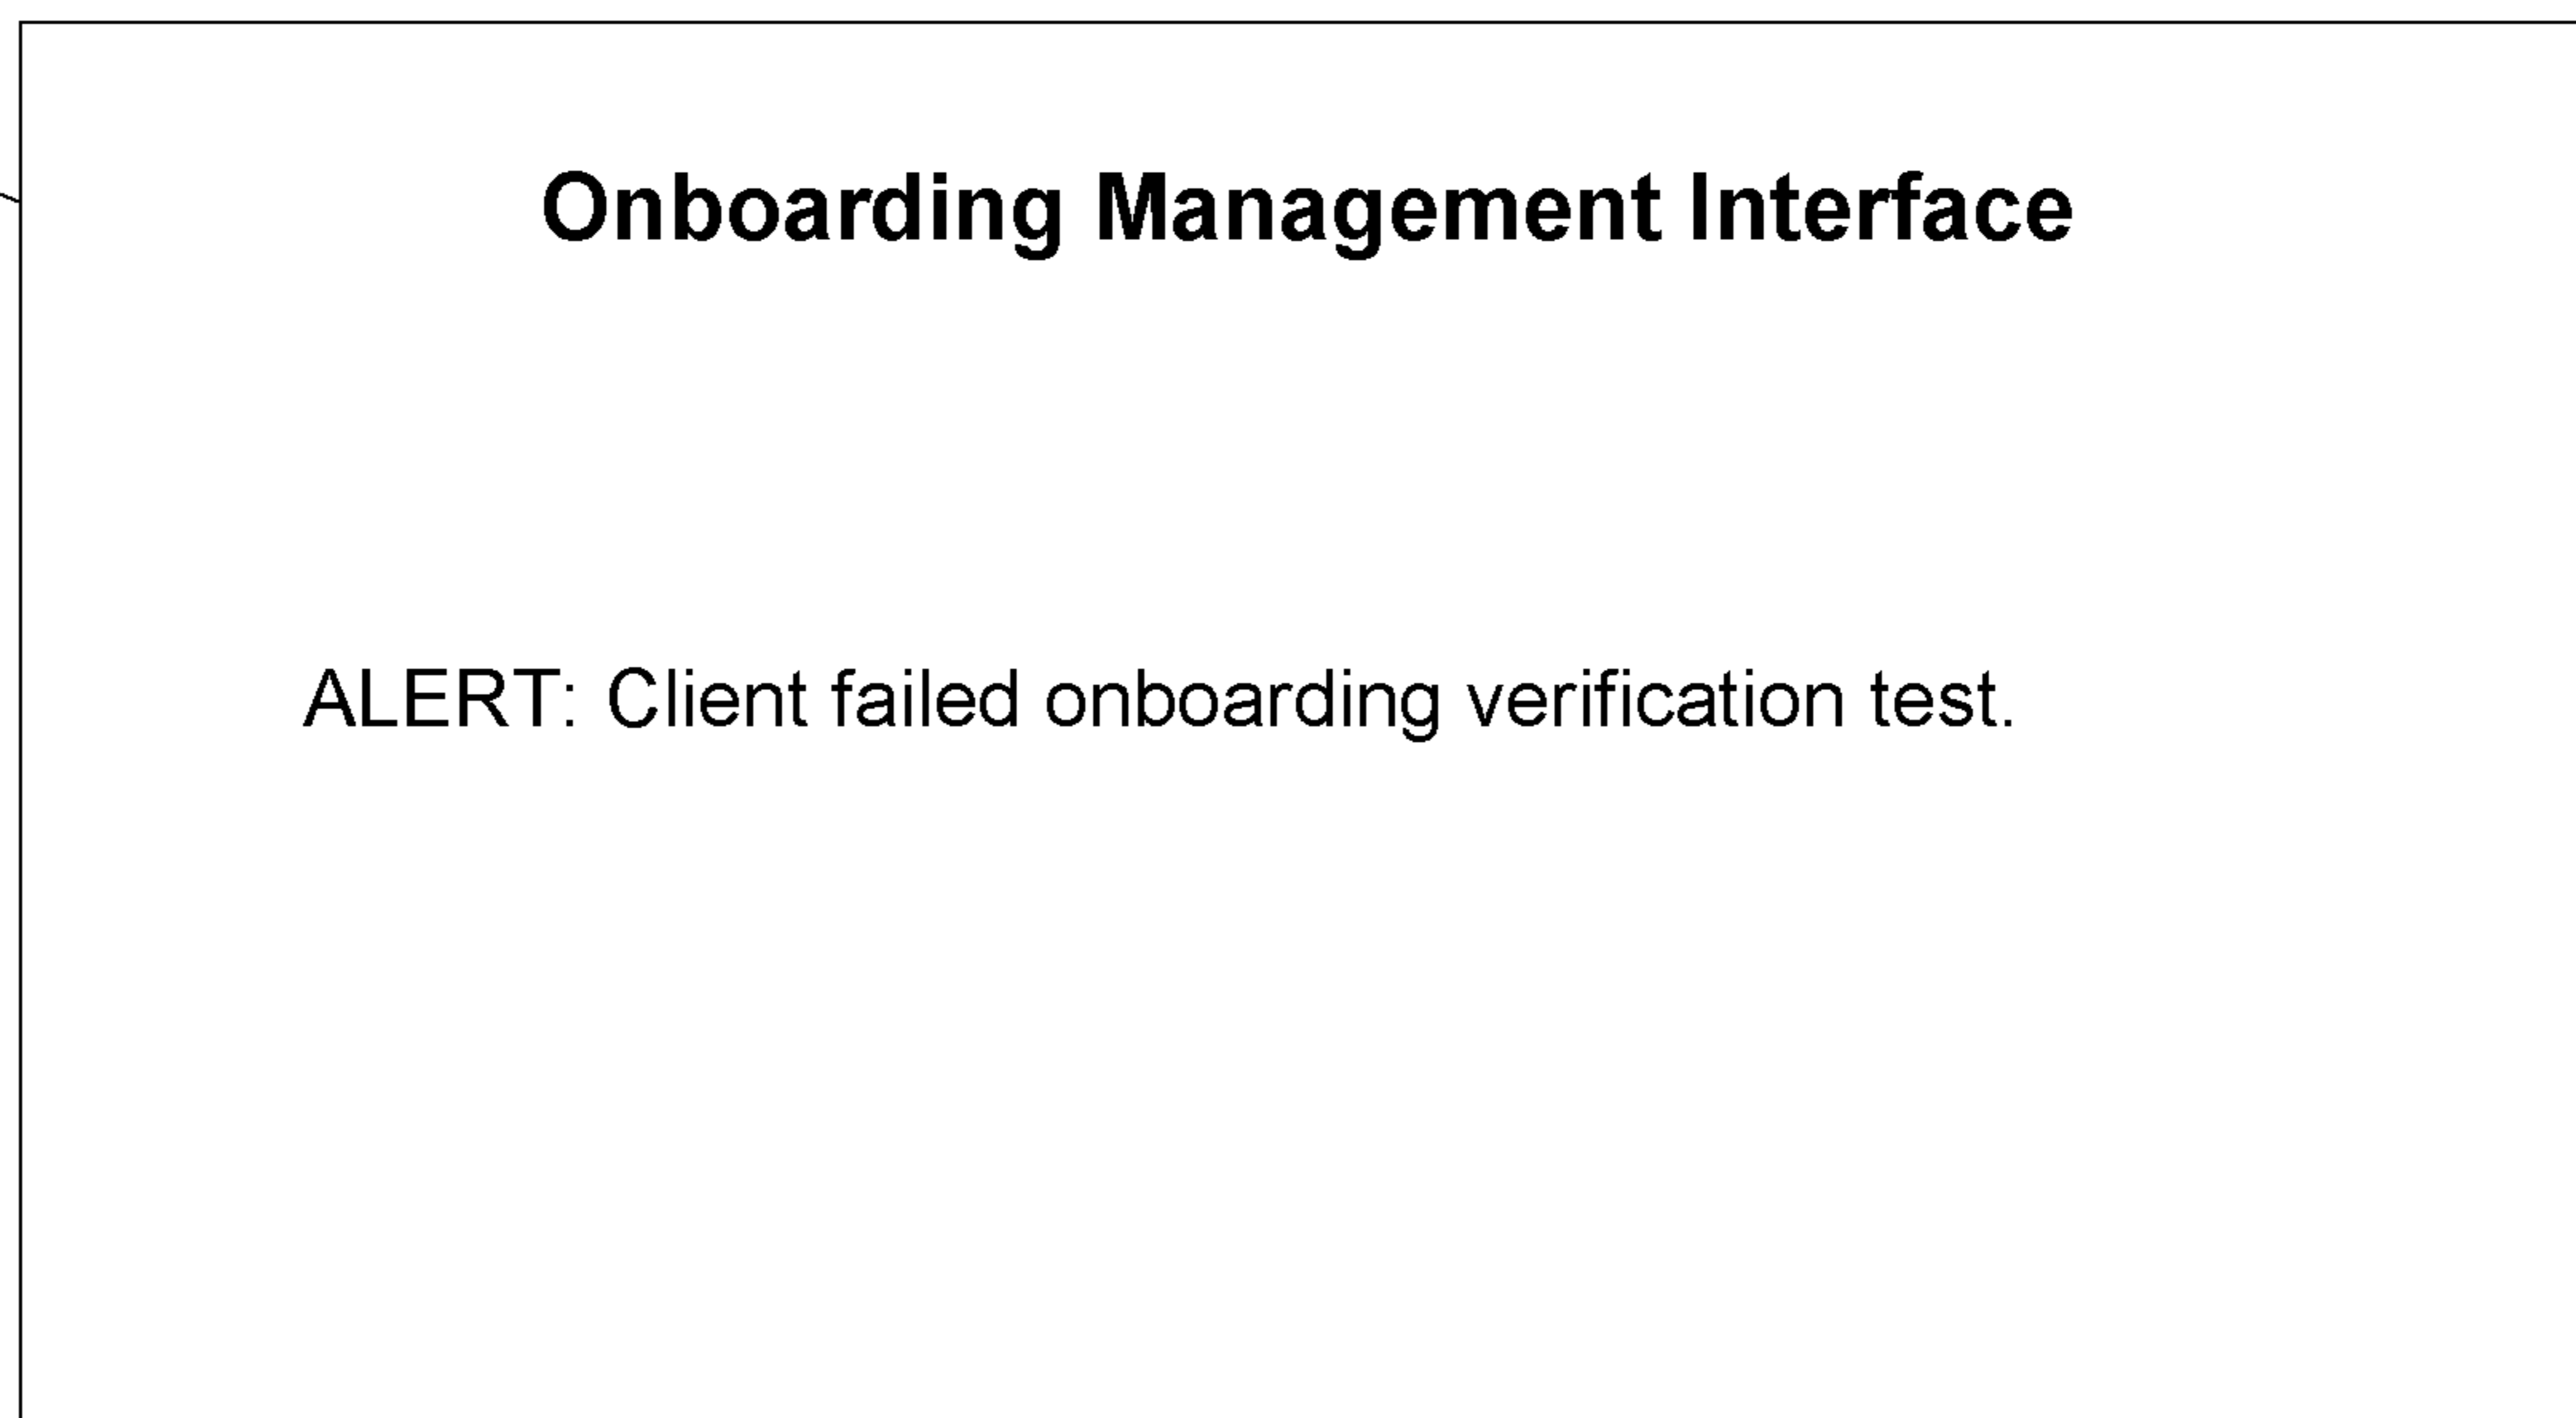 Onboarding Management Interface
ALERT: Client failed onboarding verification test.